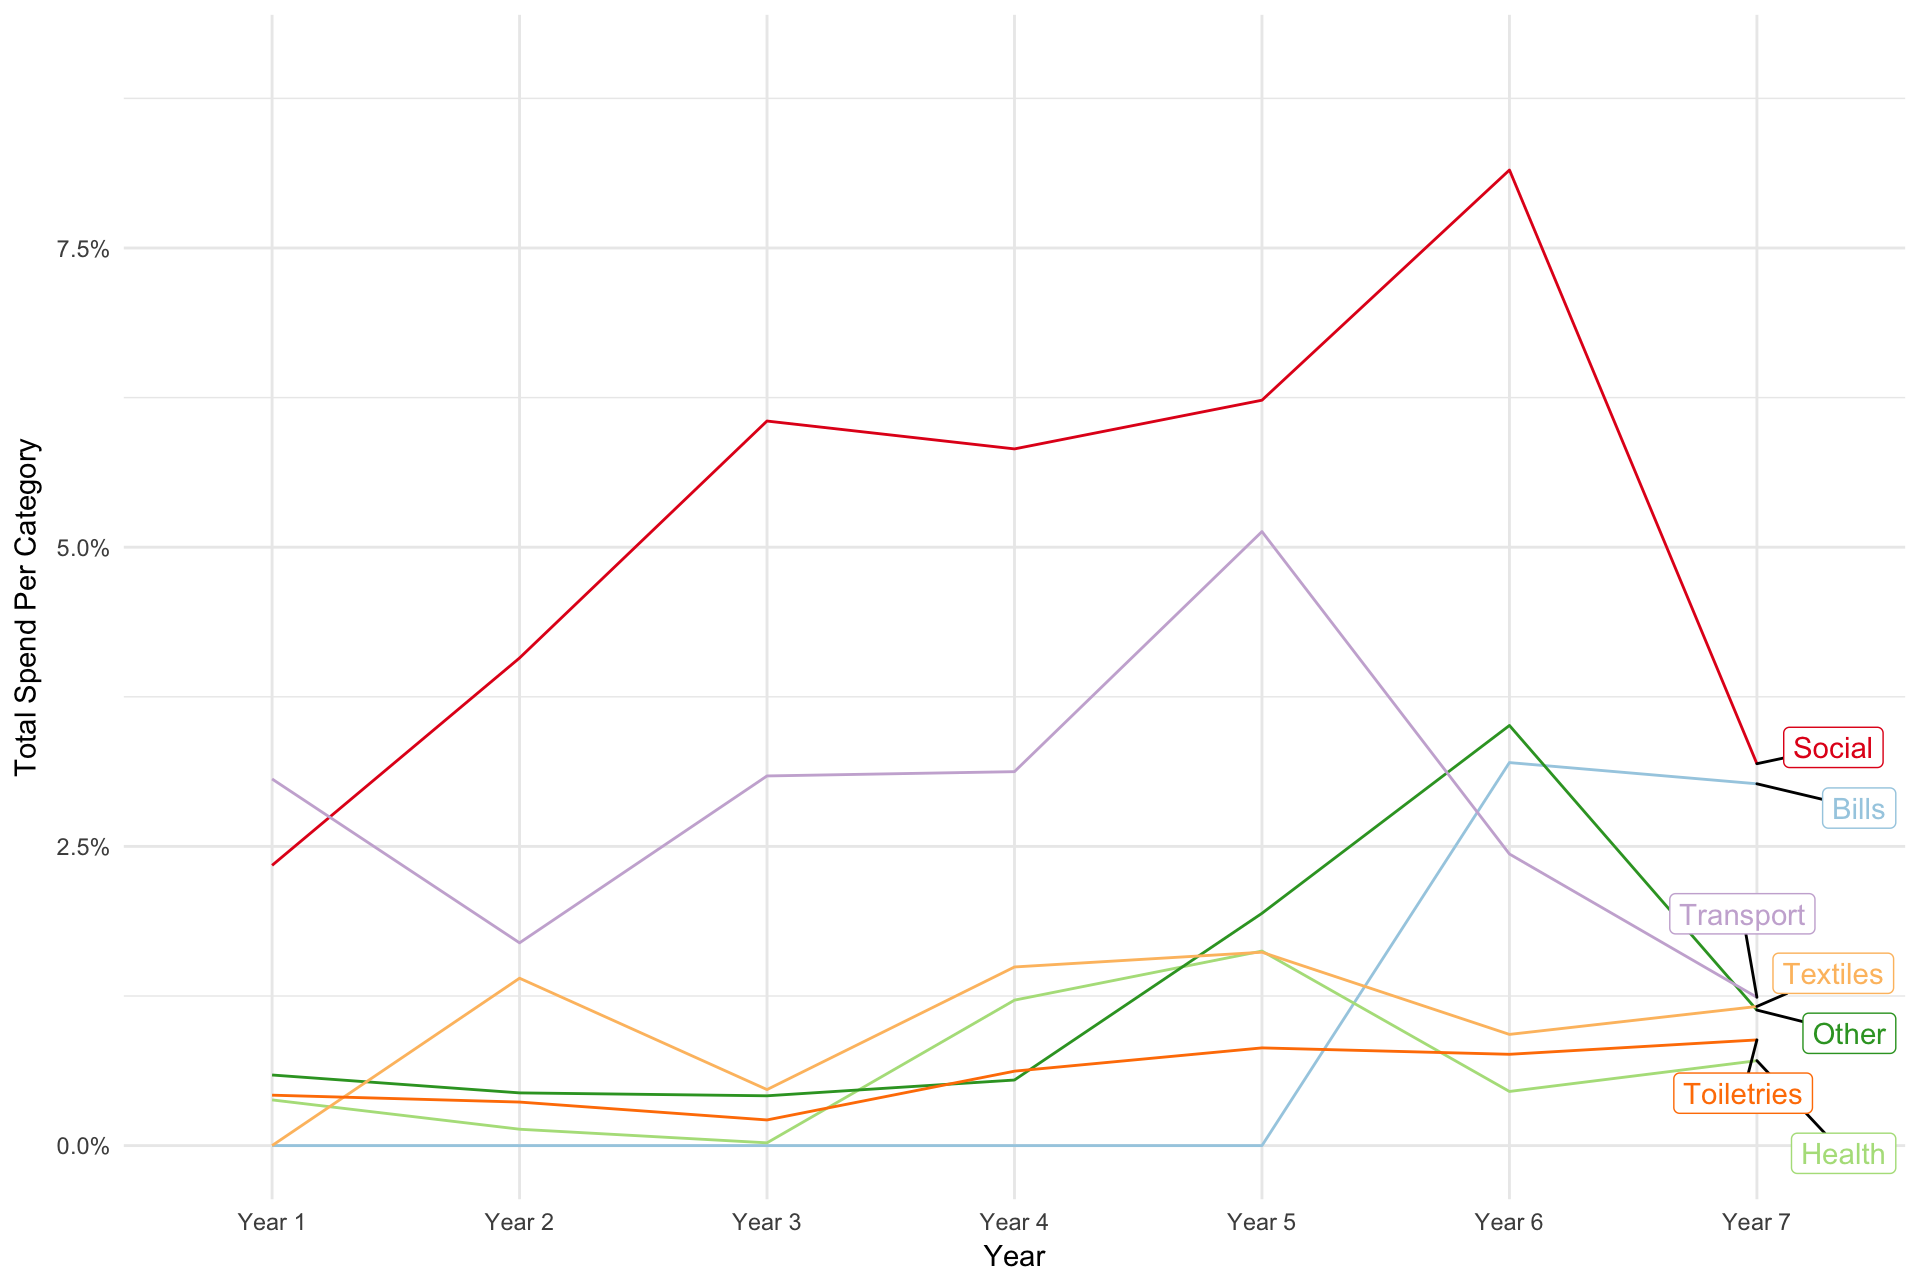 Total Spend Per Category
7.5%
5.0%
2.5%
0.0%
Social
Bills
Transport
Textiles
Other
Toiletries
Health
Year 1
Year 2
Year 3
Year 4
Year 5
Year 6
Year 7
Year